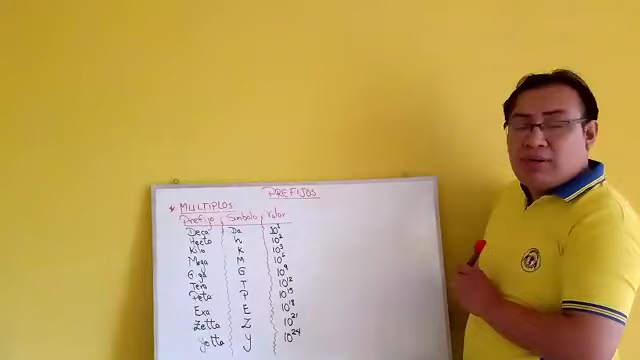 PREFIJOS
* MULTIPLOS
Prefijo Simbolo Valor
Deca Da 10¹
Hecto h 10²
Kilo K 10³
Mega M 10⁶
Giga G 10⁹
Tera T 10¹²
Peta P 10¹⁵
Exa E 10¹⁸
Zetta Z 10²¹
Yetta Y 10²⁴